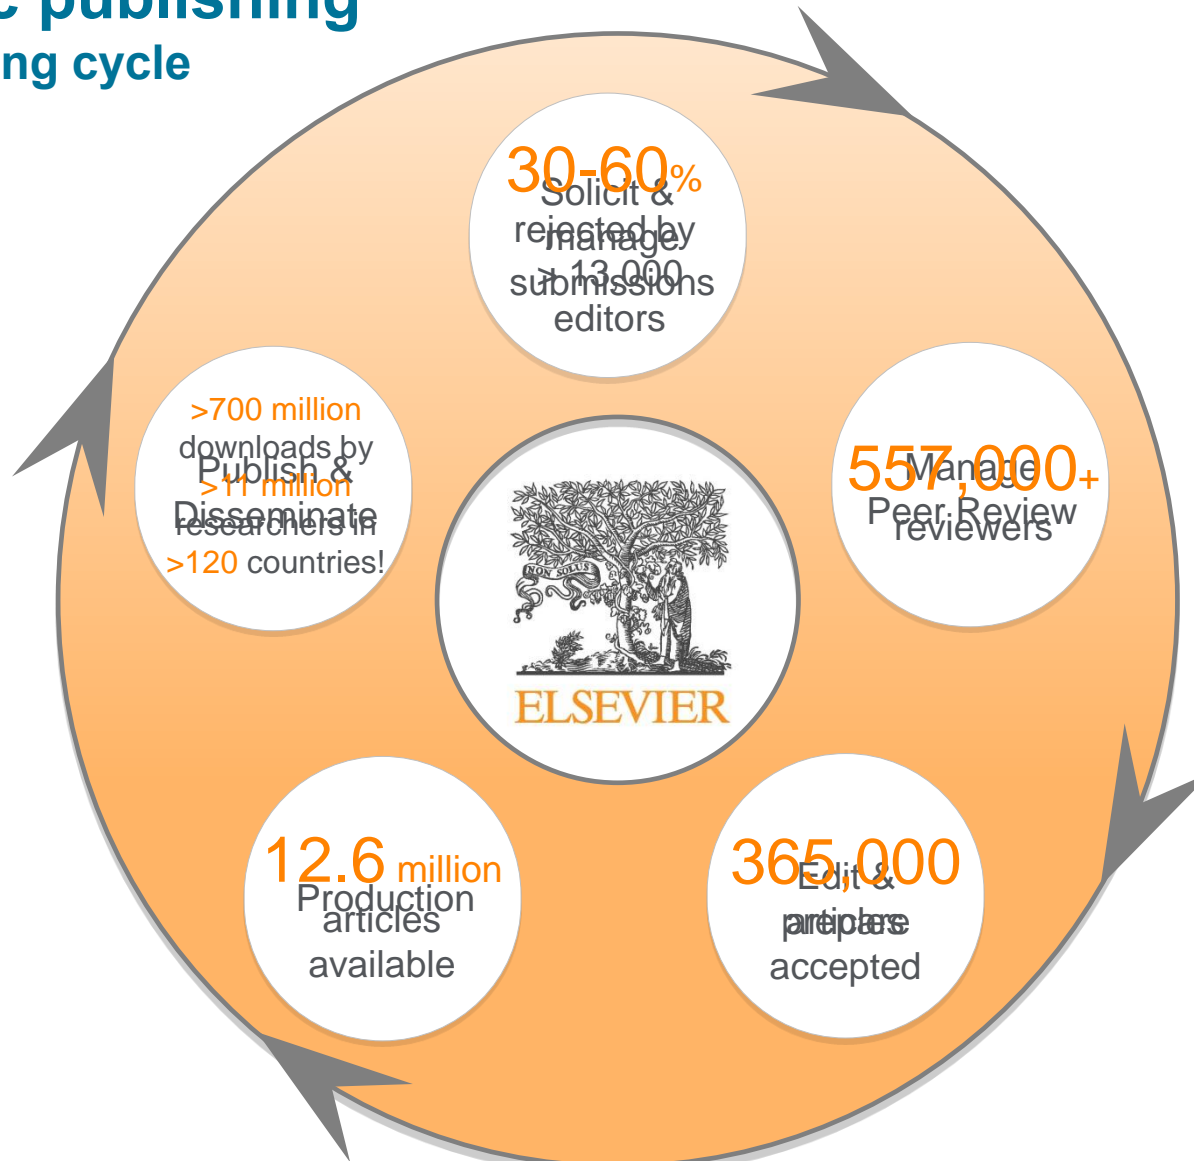 c publishing
ng cycle
30-60%
rejected by
> 13,000
editors
Solicit &
manage
submissions
>700 million
downloads by
>11 million
researchers in
>120 countries!
Publish &
Disseminate
557,000+
reviewers
Manage
Peer Review
NON SOLUS
ELSEVIER
12.6 million
articles
available
Production
365,000
articles
accepted
Edit &
prepare